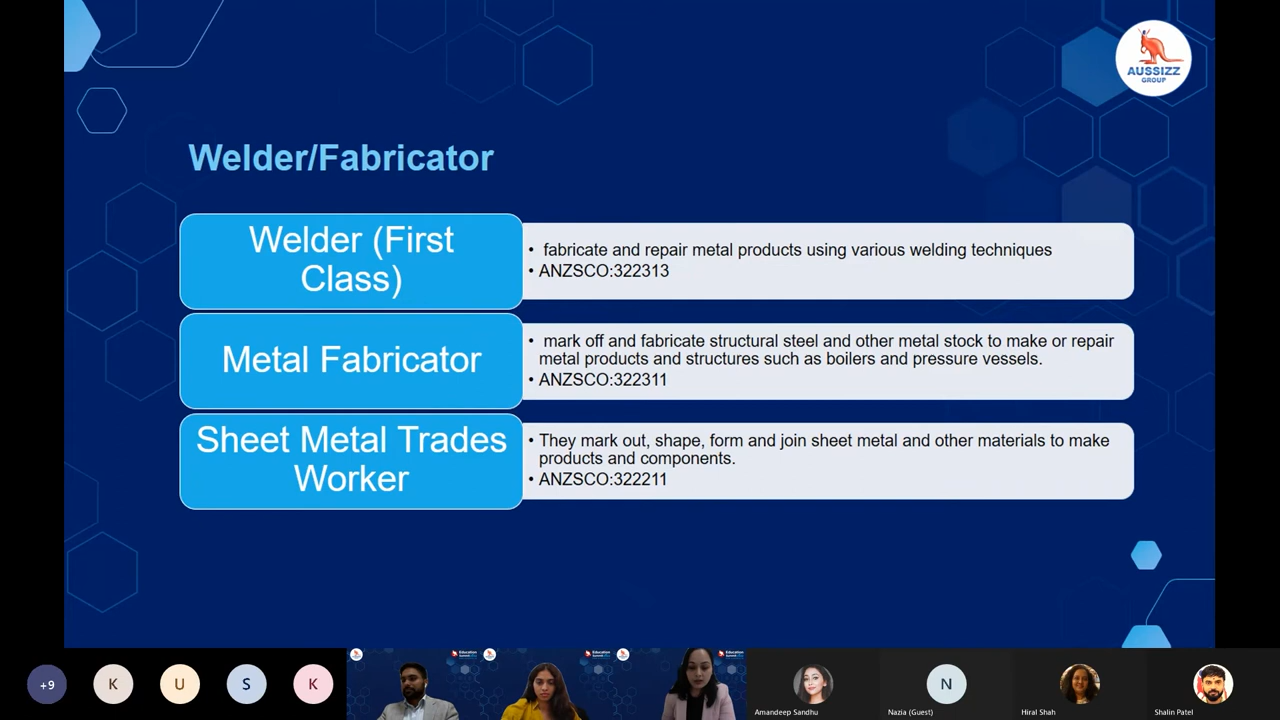 AUSSIZZ
GROUP
Welder/Fabricator
Welder (First
Class)
• fabricate and repair metal products using various welding techniques
• ANZSCO:322313
Metal Fabricator
• mark off and fabricate structural steel and other metal stock to make or repair
metal products and structures such as boilers and pressure vessels.
• ANZSCO:322311
Sheet Metal Trades
Worker
• They mark out, shape, form and join sheet metal and other materials to make
products and components.
• ANZSCO:322211
+9
K
U
S
K
Education
Education
Education
N
Amandeep Sandhu
Nazia (Guest)
Hiral Shah
Shalin Patel